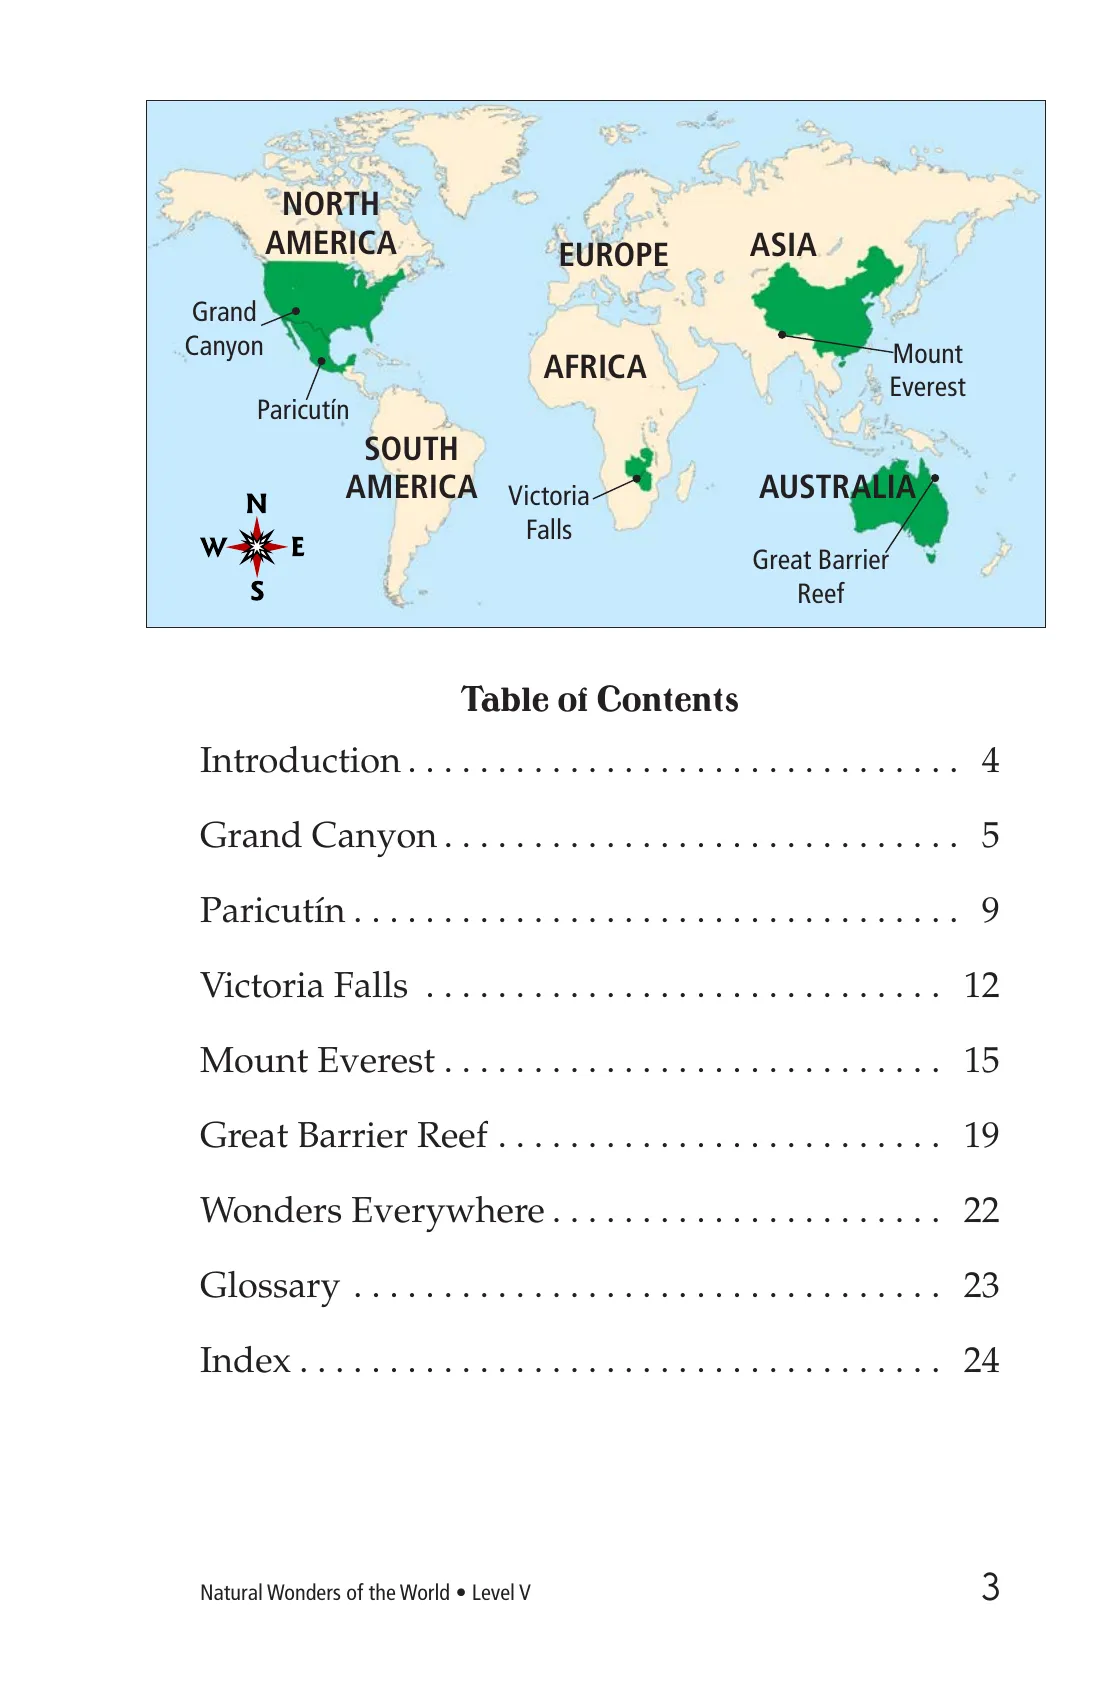 NORTH
AMERICA
EUROPE
ASIA
Grand
Canyon
Mount
Everest
AFRICA
Paricutín
SOUTH
AMERICA
Victoria
Falls
AUSTRALIA
Great Barrier
Reef
N
W E
S
Table of Contents
Introduction . . . . . . . . . . . . . . . . . . . . . . . . . . . . . . . 4
Grand Canyon . . . . . . . . . . . . . . . . . . . . . . . . . . . . . 5
Paricutín . . . . . . . . . . . . . . . . . . . . . . . . . . . . . . . . . . 9
Victoria Falls . . . . . . . . . . . . . . . . . . . . . . . . . . . . . 12
Mount Everest . . . . . . . . . . . . . . . . . . . . . . . . . . . . 15
Great Barrier Reef . . . . . . . . . . . . . . . . . . . . . . . . . 19
Wonders Everywhere . . . . . . . . . . . . . . . . . . . . . . 22
Glossary . . . . . . . . . . . . . . . . . . . . . . . . . . . . . . . . . 23
Index . . . . . . . . . . . . . . . . . . . . . . . . . . . . . . . . . . . . 24
Natural Wonders of the World • Level V 3